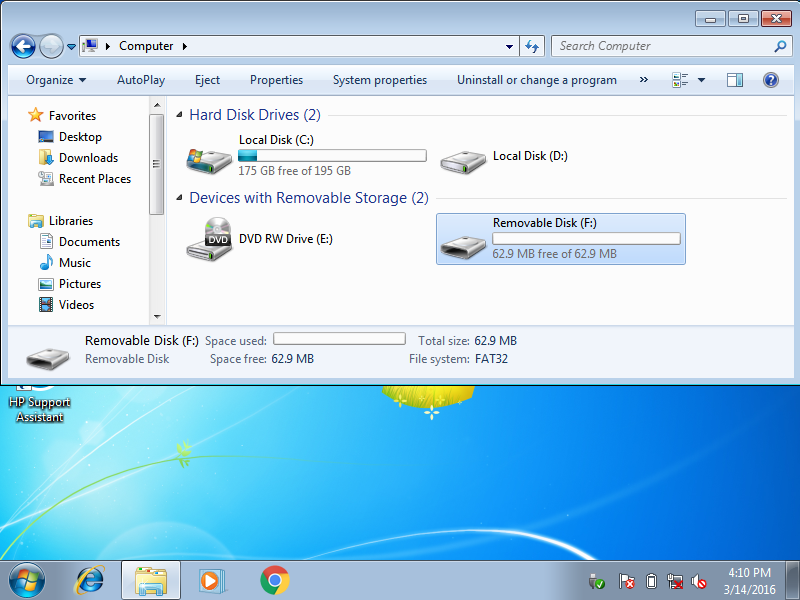 Computer
Search Computer
Organize AutoPlay Eject Properties System properties Uninstall or change a program »
Favorites
Desktop
Downloads
Recent Places
Libraries
Documents
Music
Pictures
Videos
Hard Disk Drives (2)
Local Disk (C:)
175 GB free of 195 GB
Local Disk (D:)
Devices with Removable Storage (2)
DVD
DVD RW Drive (E:)
Removable Disk (F:)
62.9 MB free of 62.9 MB
Removable Disk (F:) Space used: Total size: 62.9 MB
Removable Disk Space free: 62.9 MB File system: FAT32
HP Support
Assistant
4:10 PM
3/14/2016